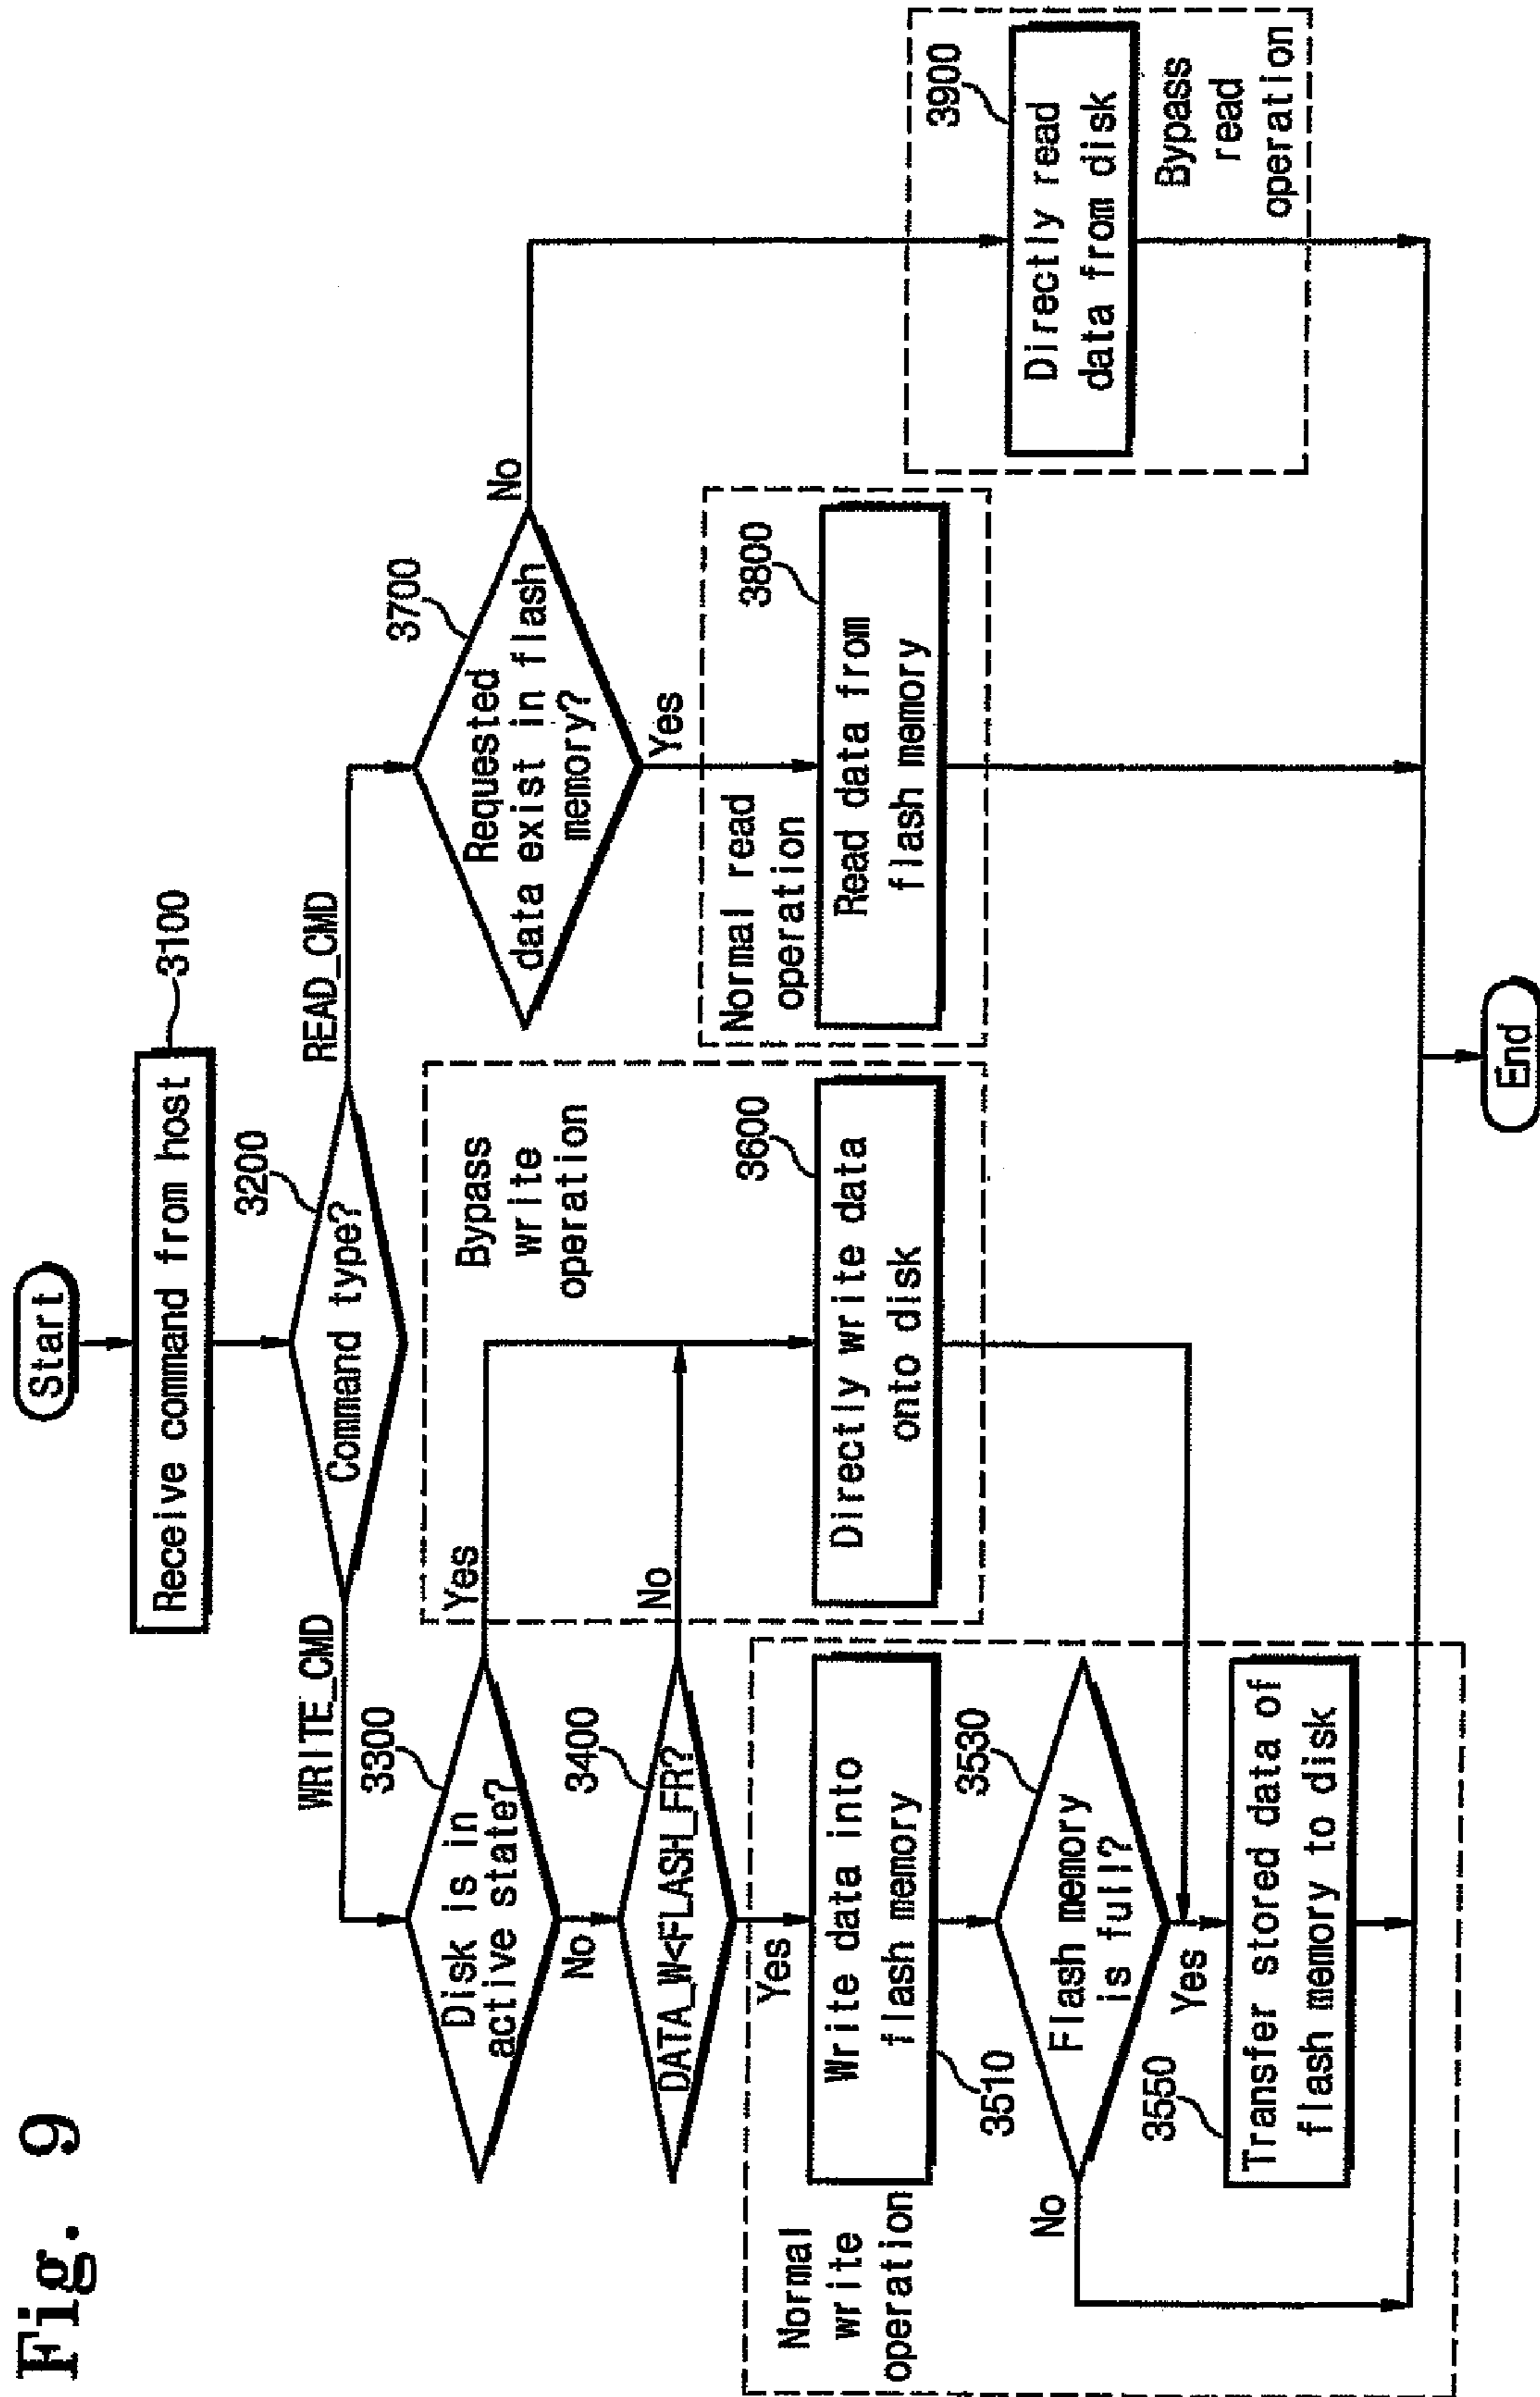 Fig. 9
Start
Receive command from host
3100
Command type?
3200
WRITE_CMD
READ_CMD
Disk is in
active state?
3300
Yes
No
DATA_W<FLASH_FR?
3400
No
Yes
Bypass
write
operation
Directly write data
onto disk
3600
Normal
write
operation
Write data into
flash memory
3510
Flash memory
is full?
3530
No
Yes
Transfer stored data of
flash memory to disk
3550
Requested
data exist in flash
memory?
3700
No
Yes
Normal read
operation
Read data from
flash memory
3800
Directly read
data from disk
3900
Bypass
read
operation
End